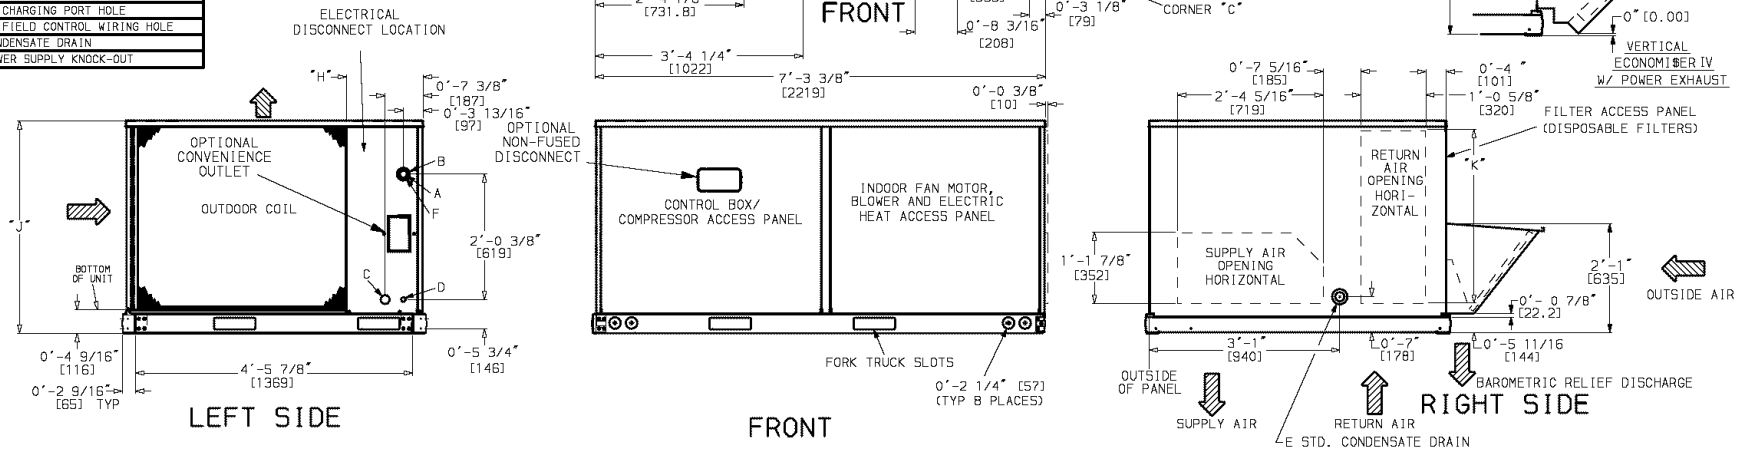 CHARGING PORT HOLE
FIELD CONTROL WIRING HOLE
NDENSATE DRAIN
WER SUPPLY KNOCK-OUT
ELECTRICAL
DISCONNECT LOCATION
[731.8]
FRONT
0'-8 3/16"
[208]
0'-3 1/8"
[79]
CORNER "C"
0" [0.00]
VERTICAL
ECONOMI$ER IV
W/ POWER EXHAUST
3'-4 1/4"
[1022]
7'-3 3/8"
[2219]
0'-0 3/8"
[10]
"H"
0'-7 3/8"
[187]
0'-3 13/16"
[97]
OPTIONAL
CONVENIENCE
OUTLET
OUTDOOR COIL
B
A
F
C
D
2'-0 3/8"
[619]
"J"
BOTTOM
OF UNIT
0'-4 9/16"
[116]
0'-2 9/16"
[65] TYP
4'-5 7/8"
[1369]
0'-5 3/4"
[146]
LEFT SIDE
OPTIONAL
NON-FUSED
DISCONNECT
CONTROL BOX/
COMPRESSOR ACCESS PANEL
INDOOR FAN MOTOR,
BLOWER AND ELECTRIC
HEAT ACCESS PANEL
FORK TRUCK SLOTS
0'-2 1/4" [57]
(TYP 8 PLACES)
FRONT
0'-7 5/16"
[185]
2'-4 5/16"
[719]
0'-4 "
[101]
1'-0 5/8"
[320]
FILTER ACCESS PANEL
(DISPOSABLE FILTERS)
RETURN
AIR
OPENING
HORI-
ZONTAL
"K"
SUPPLY AIR
OPENING
HORIZONTAL
1'-1 7/8"
[352]
2'-1"
[635]
OUTSIDE AIR
0'- 0 7/8"
[22.2]
3'-1"
[940]
0'-7"
[178]
0'-5 11/16
[144]
OUTSIDE
OF PANEL
BAROMETRIC RELIEF DISCHARGE
SUPPLY AIR
RETURN AIR
RIGHT SIDE
E STD. CONDENSATE DRAIN